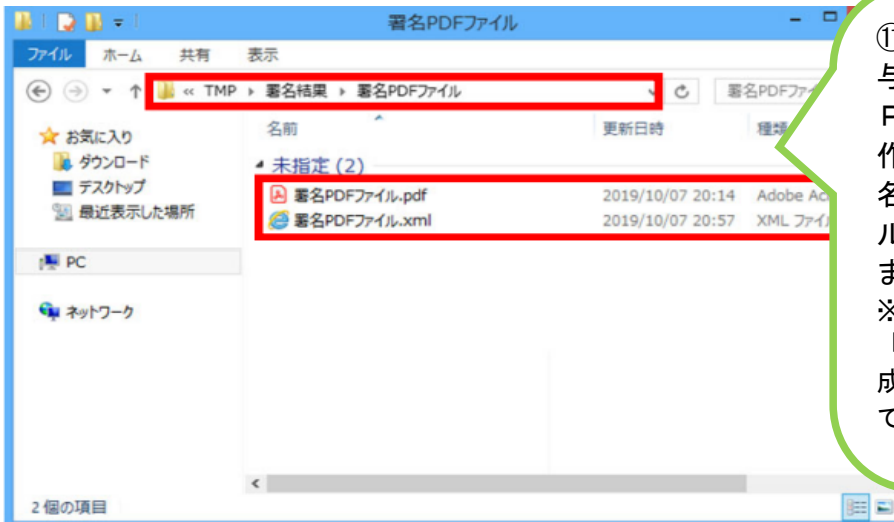 署名PDFファイル
ファイル ホーム 共有 表示
« TMP ▸ 署名結果 ▸ 署名PDFファイル 署名PDFファ
お気に入り
ダウンロード
デスクトップ
最近表示した場所
PC
ネットワーク
名前 更新日時 種類
未指定 (2)
署名PDFファイル.pdf 2019/10/07 20:14 Adobe Ac
署名PDFファイル.xml 2019/10/07 20:57 XML ファイ
2 個の項目
⑰
与
P
作
名
ル
ま
※
「
成
て